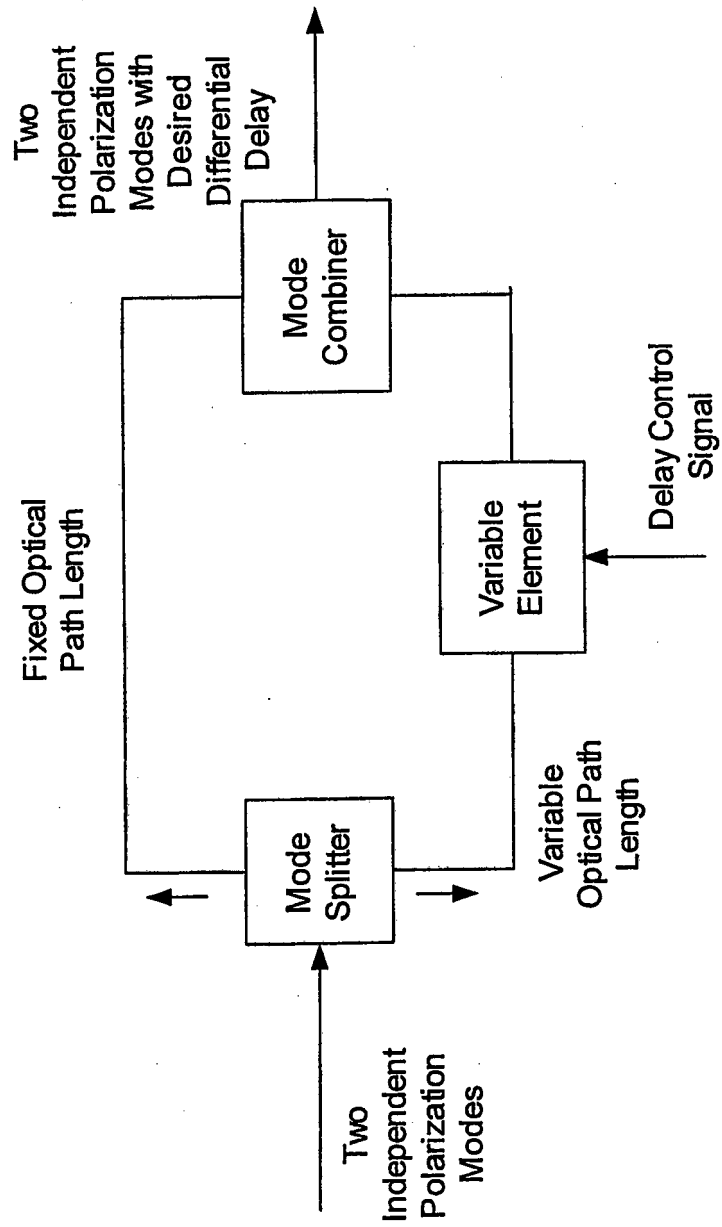 Two
Independent
Polarization
Modes
Mode
Splitter
Fixed Optical
Path Length
Variable
Optical Path
Length
Variable
Element
Delay Control
Signal
Mode
Combiner
Two
Independent
Polarization
Modes with
Desired
Differential
Delay